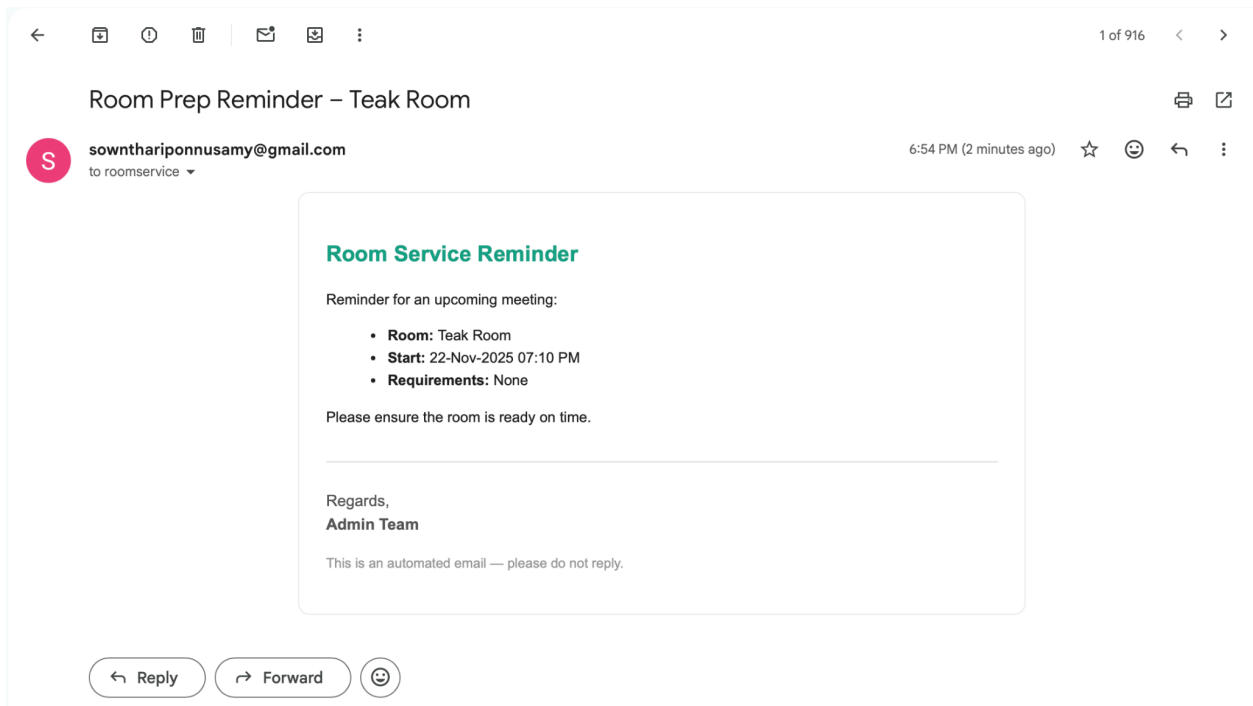 1 of 916
Room Prep Reminder – Teak Room
S
sownthariponnusamy@gmail.com
6:54 PM (2 minutes ago)
to roomservice
Room Service Reminder
Reminder for an upcoming meeting:
• Room: Teak Room
• Start: 22-Nov-2025 07:10 PM
• Requirements: None
Please ensure the room is ready on time.
Regards,
Admin Team
This is an automated email — please do not reply.
Reply
Forward